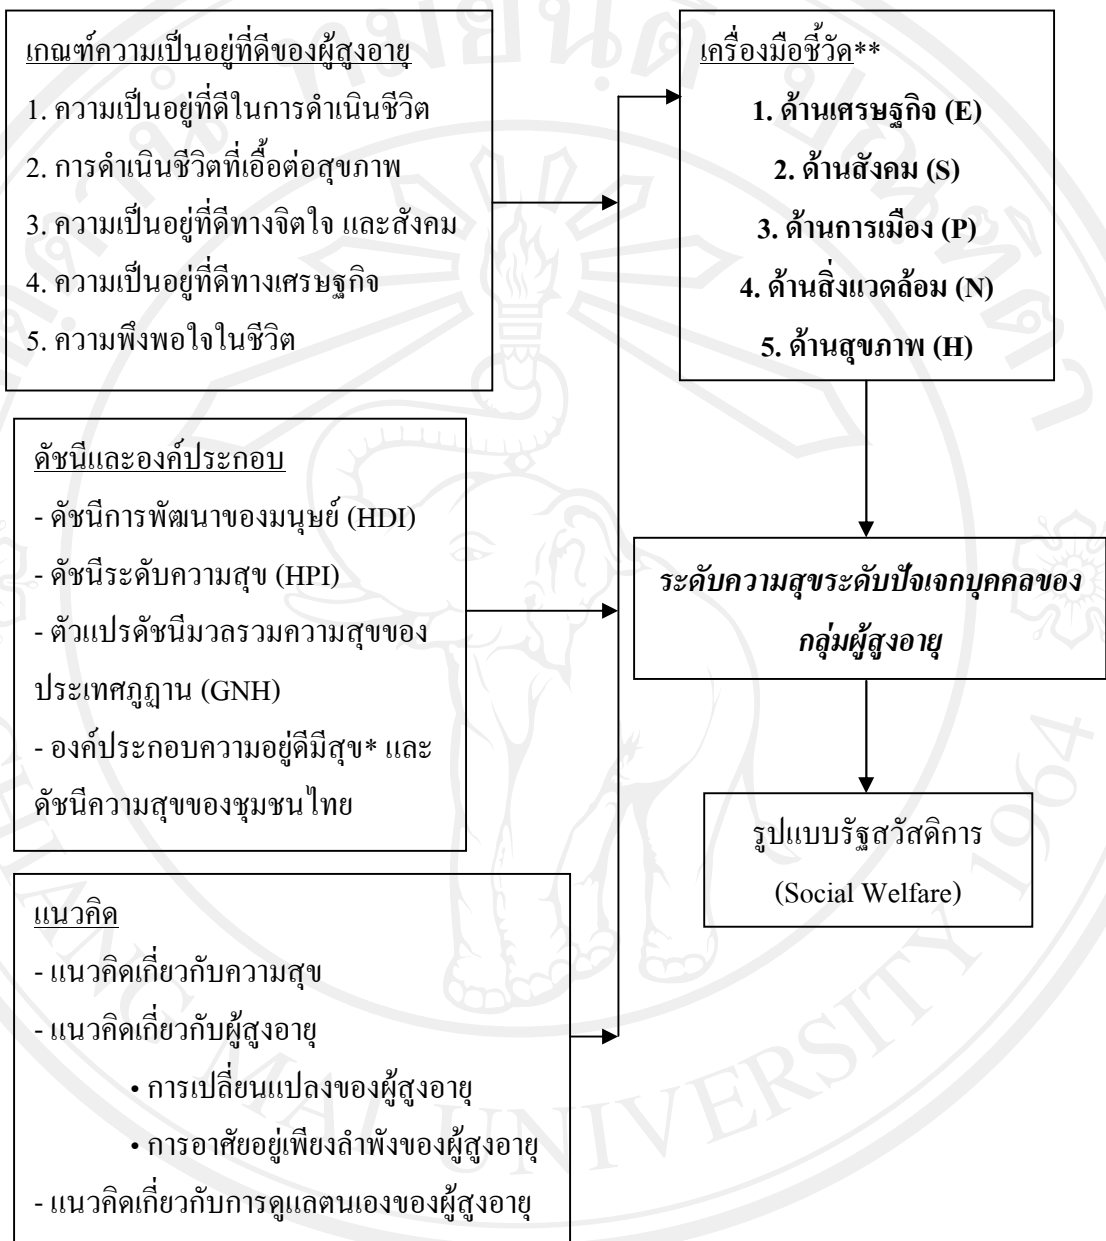 เกณฑ์ความเป็นอยู่ที่ดีของผู้สูงอายุ
1. ความเป็นอยู่ที่ดีในการดำเนินชีวิต
2. การดำเนินชีวิตที่เอื้อต่อสุขภาพ
3. ความเป็นอยู่ที่ดีทางจิตใจ และสังคม
4. ความเป็นอยู่ที่ดีทางเศรษฐกิจ
5. ความพึงพอใจในชีวิต
ดัชนีและองค์ประกอบ
- ดัชนีการพัฒนาของมนุษย์ (HDI)
- ดัชนีระดับความสุข (HPI)
- ตัวแปรดัชนีมวลรวมความสุขของ
ประเทศภูฏาน (GNH)
- องค์ประกอบความอยู่ดีมีสุข* และ
ดัชนีความสุขของชุมชนไทย
แนวคิด
- แนวคิดเกี่ยวกับความสุข
- แนวคิดเกี่ยวกับผู้สูงอายุ
• การเปลี่ยนแปลงของผู้สูงอายุ
• การอาศัยอยู่เพียงลำพังของผู้สูงอายุ
- แนวคิดเกี่ยวกับการดูแลตนเองของผู้สูงอายุ
เครื่องมือชี้วัด**
1. ด้านเศรษฐกิจ (E)
2. ด้านสังคม (S)
3. ด้านการเมือง (P)
4. ด้านสิ่งแวดล้อม (N)
5. ด้านสุขภาพ (H)
ระดับความสุขระดับปัจเจกบุคคลของ
กลุ่มผู้สูงอายุ
รูปแบบรัฐสวัสดิการ
(Social Welfare)
CHIANG MAI UNIVERSITY 1964